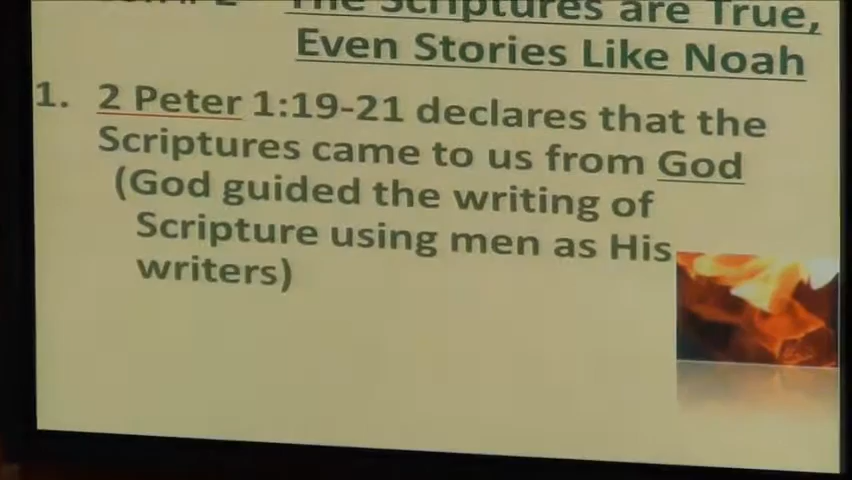 The Scriptures are True,
Even Stories Like Noah
1. 2 Peter 1:19-21 declares that the
Scriptures came to us from God
(God guided the writing of
Scripture using men as His
writers)